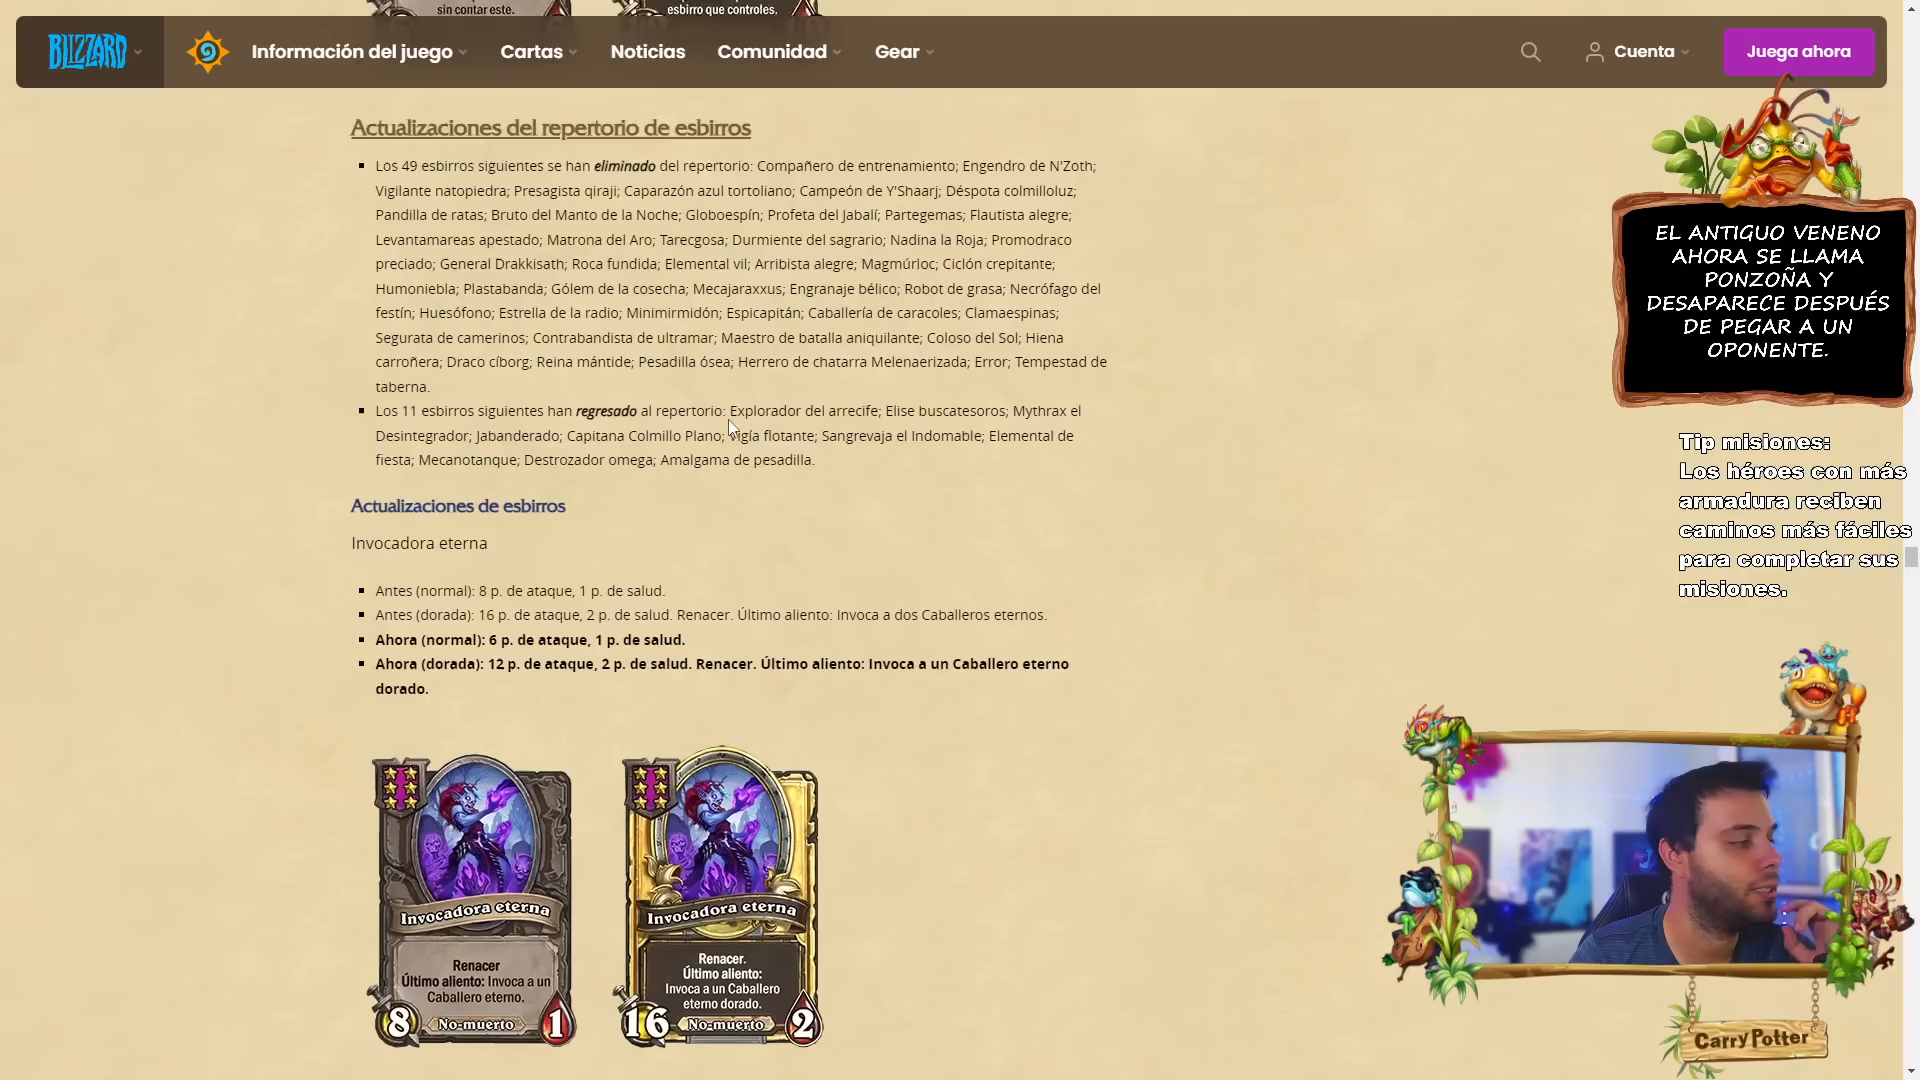 sin contar este.
esbirro que controles.
BLIZZARD
Información del juego
Cartas
Noticias
Comunidad
Gear
Cuenta
Juega ahora
Actualizaciones del repertorio de esbirros
Los 49 esbirros siguientes se han eliminado del repertorio: Compañero de entrenamiento; Engendro de N'Zoth;
Vigilante natopiedra; Presagista qiraji; Caparazón azul tortoliano; Campeón de Y'Shaarj; Déspota colmilloluz;
Pandilla de ratas; Bruto del Manto de la Noche; Globoespín; Profeta del Jabalí; Partegemas; Flautista alegre;
Levantamareas apestado; Matrona del Aro; Tarecgosa; Durmiente del sagrario; Nadina la Roja; Promodraco
preciado; General Drakkisath; Roca fundida; Elemental vil; Arribista alegre; Magmúrloc; Ciclón crepitante;
Humoniebla; Plastabanda; Gólem de la cosecha; Mecajaraxxus; Engranaje bélico; Robot de grasa; Necrófago del
festín; Huesófono; Estrella de la radio; Minimirmidón; Espicapitán; Caballería de caracoles; Clamaespinas;
Segurata de camerinos; Contrabandista de ultramar; Maestro de batalla aniquilante; Coloso del Sol; Hiena
carroñera; Draco cíborg; Reina mántide; Pesadilla ósea; Herrero de chatarra Melenaerizada; Error; Tempestad de
taberna.
Los 11 esbirros siguientes han regresado al repertorio: Explorador del arrecife; Elise buscatesoros; Mythrax el
Desintegrador; Jabanderado; Capitana Colmillo Plano; Vigía flotante; Sangrevaja el Indomable; Elemental de
fiesta; Mecanotanque; Destrozador omega; Amalgama de pesadilla.
Actualizaciones de esbirros
Invocadora eterna
Antes (normal): 8 p. de ataque, 1 p. de salud.
Antes (dorada): 16 p. de ataque, 2 p. de salud. Renacer. Último aliento: Invoca a dos Caballeros eternos.
Ahora (normal): 6 p. de ataque, 1 p. de salud.
Ahora (dorada): 12 p. de ataque, 2 p. de salud. Renacer. Último aliento: Invoca a un Caballero eterno
dorado.
Invocadora eterna
Renacer
Último aliento: Invoca a un
Caballero eterno.
8
No-muerto
1
Invocadora eterna
Renacer.
Último aliento:
Invoca a un Caballero
eterno dorado.
16
No-muerto
2
EL ANTIGUO VENENO
AHORA SE LLAMA
PONZOÑA Y
DESAPARECE DESPUÉS
DE PEGAR A UN
OPONENTE.
Tip misiones:
Los héroes con más
armadura reciben
caminos más fáciles
para completar sus
misiones.
CarryPotter